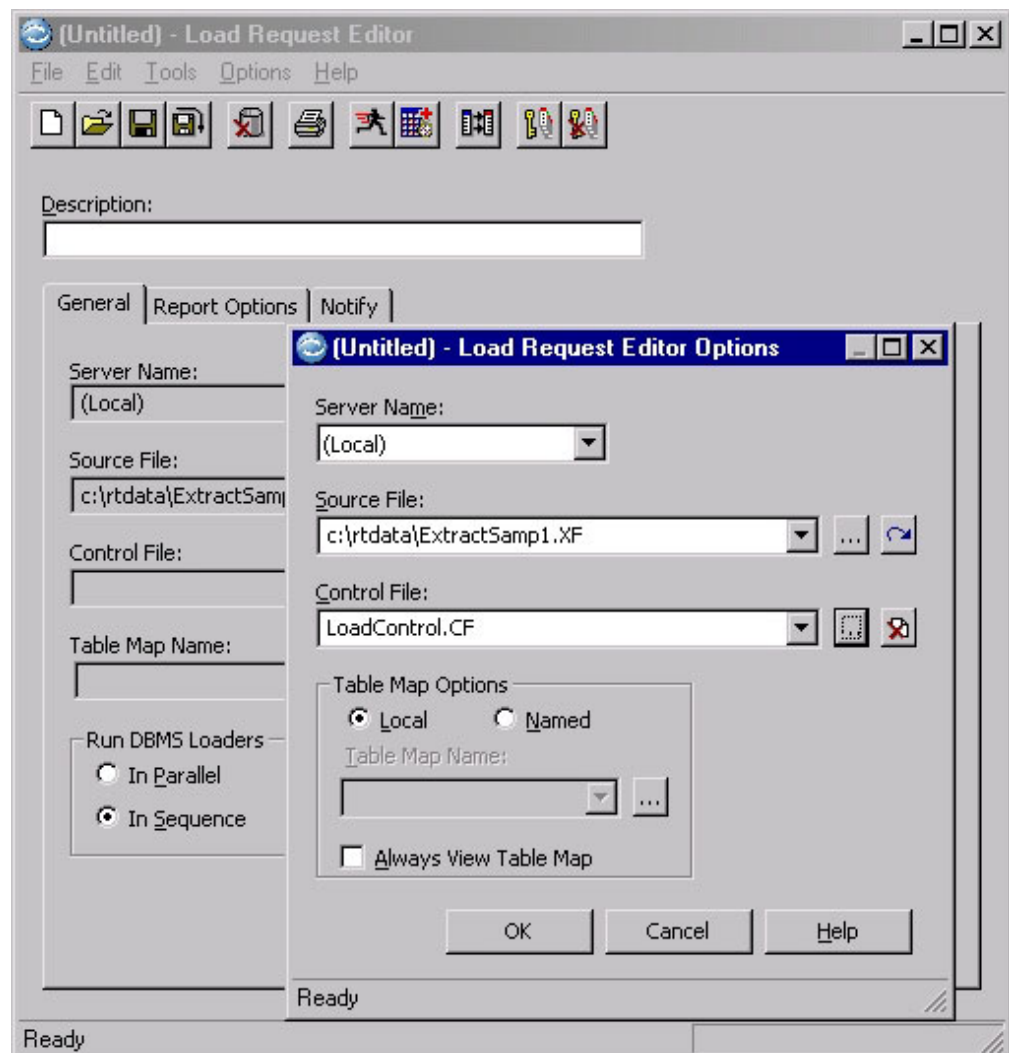 (Untitled) - Load Request Editor
File Edit Tools Options Help
Description:
General Report Options Notify
Server Name:
(Local)
Source File:
c:\rtdata\ExtractSam
Control File:
Table Map Name:
Run DBMS Loaders
In Parallel
In Sequence
(Untitled) - Load Request Editor Options
Server Name:
(Local)
Source File:
c:\rtdata\ExtractSamp1.XF
...
Control File:
LoadControl.CF
...
Table Map Options
Local Named
Table Map Name:
...
Always View Table Map
OK Cancel Help
Ready
Ready